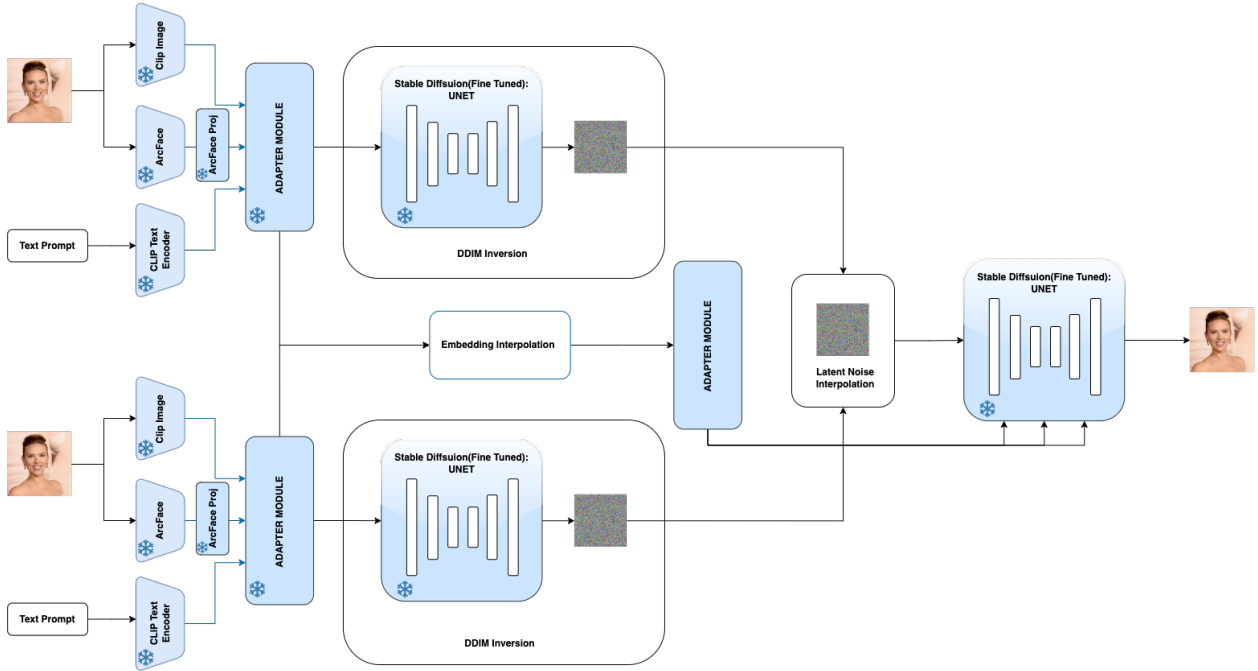 Clip Image
ArcFace
ArcFace Proj
Text Prompt
CLIP Text
Encoder
ADAPTER MODULE
Stable Diffsuion(Fine Tuned):
UNET
DDIM Inversion
Embedding Interpolation
ADAPTER MODULE
Latent Noise
Interpolation
Stable Diffsuion(Fine Tuned):
UNET
Clip Image
ArcFace
ArcFace Proj
Text Prompt
CLIP Text
Encoder
ADAPTER MODULE
Stable Diffsuion(Fine Tuned):
UNET
DDIM Inversion